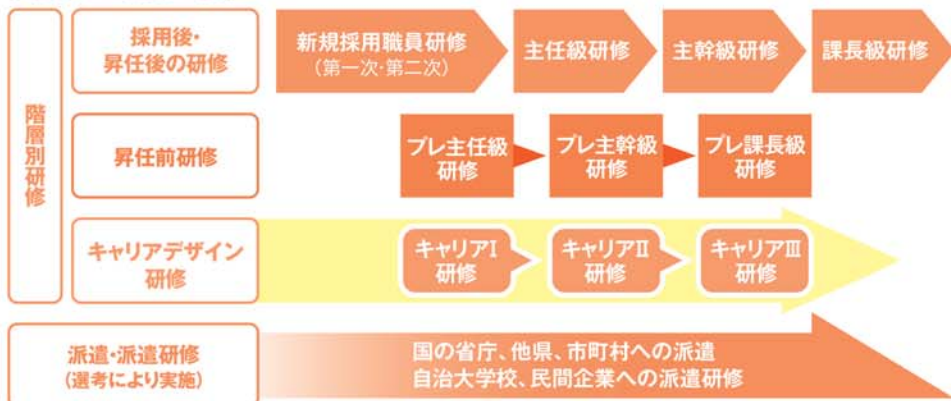 階層別研修
採用後・
昇任後の研修
新規採用職員研修
(第一次・第二次)
主任級研修
主幹級研修
課長級研修
昇任前研修
プレ主任級
研修
プレ主幹級
研修
プレ課長級
研修
キャリアデザイン
研修
キャリアⅠ
研修
キャリアⅡ
研修
キャリアⅢ
研修
派遣・派遣研修
(選考により実施)
国の省庁、他県、市町村への派遣
自治大学校、民間企業への派遣研修